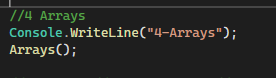 //4 Arrays
Console.WriteLine("4-Arrays");
Arrays();